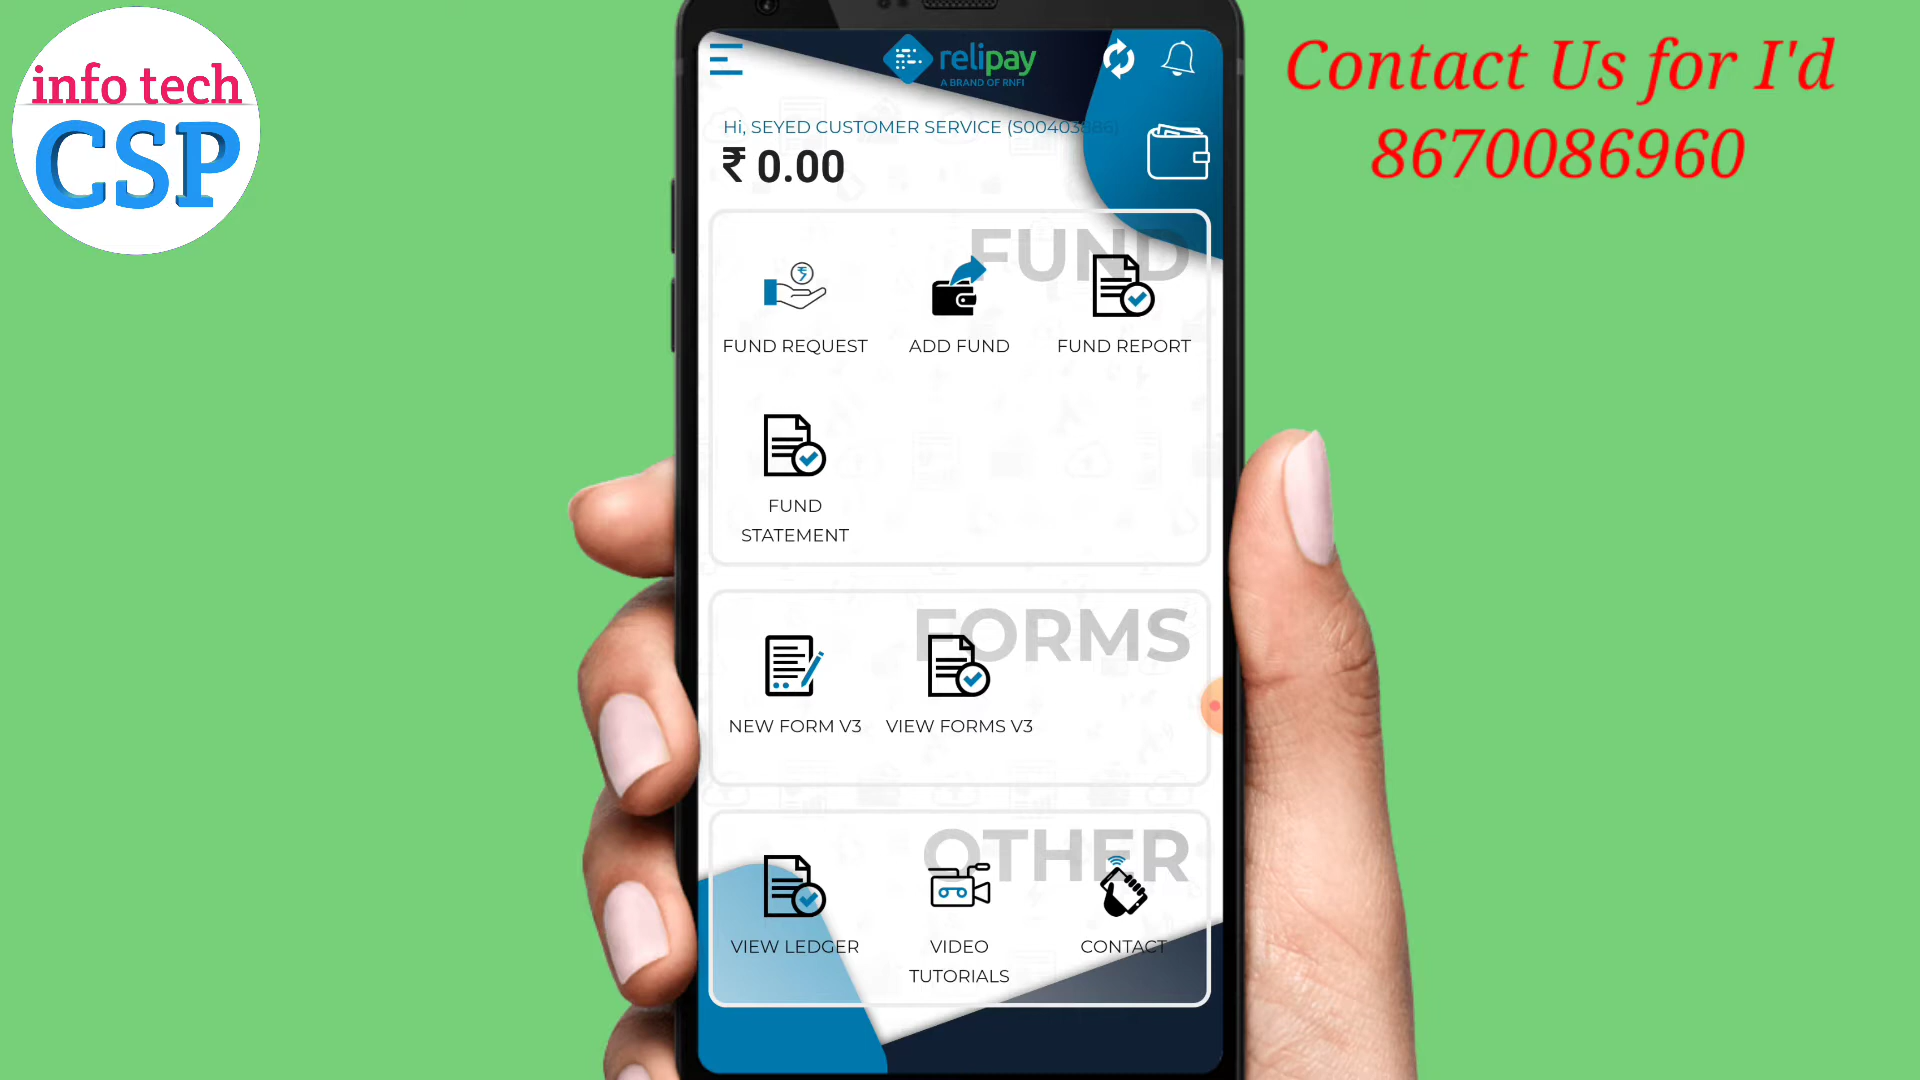 info tech
CSP
Contact Us for I'd
8670086960
relipay
A BRAND OF RNFI
Hi, SEYED CUSTOMER SERVICE (S00403886)
₹ 0.00
FUND
FUND REQUEST
ADD FUND
FUND REPORT
FUND
STATEMENT
FORMS
NEW FORM V3
VIEW FORMS V3
OTHER
VIEW LEDGER
VIDEO
TUTORIALS
CONTACT